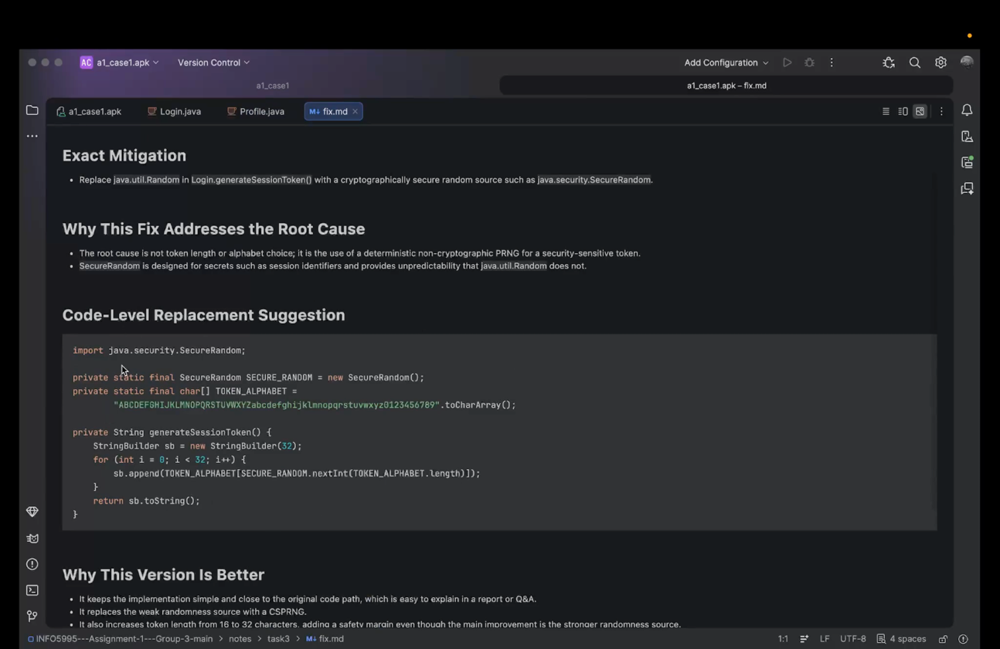 AC a1_case1.apk Version Control Add Configuration
a1_case1 a1_case1.apk – fix.md
a1_case1.apk Login.java Profile.java M↓ fix.md ×
Exact Mitigation
• Replace java.util.Random in Login.generateSessionToken() with a cryptographically secure random source such as java.security.SecureRandom.
Why This Fix Addresses the Root Cause
• The root cause is not token length or alphabet choice; it is the use of a deterministic non-cryptographic PRNG for a security-sensitive token.
• SecureRandom is designed for secrets such as session identifiers and provides unpredictability that java.util.Random does not.
Code-Level Replacement Suggestion
import java.security.SecureRandom;
private static final SecureRandom SECURE_RANDOM = new SecureRandom();
private static final char[] TOKEN_ALPHABET =
"ABCDEFGHIJKLMNOPQRSTUVWXYZabcdefghijklmnopqrstuvwxyz0123456789".toCharArray();
private String generateSessionToken() {
StringBuilder sb = new StringBuilder(32);
for (int i = 0; i < 32; i++) {
sb.append(TOKEN_ALPHABET[SECURE_RANDOM.nextInt(TOKEN_ALPHABET.length)]);
}
return sb.toString();
}
Why This Version Is Better
• It keeps the implementation simple and close to the original code path, which is easy to explain in a report or Q&A.
• It replaces the weak randomness source with a CSPRNG.
• It also increases token length from 16 to 32 characters, adding a safety margin even though the main improvement is the stronger randomness source.
INFO5995---Assignment-1---Group-3-main > notes > task3 > M↓ fix.md 1:1 LF UTF-8 4 spaces